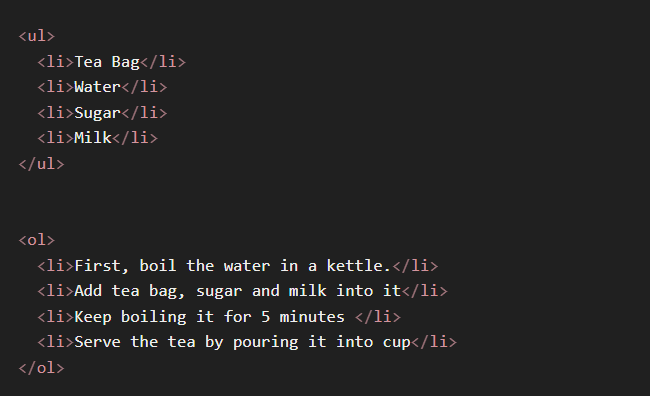 <ul>
  <li>Tea Bag</li>
  <li>Water</li>
  <li>Sugar</li>
  <li>Milk</li>
</ul>
<ol>
  <li>First, boil the water in a kettle.</li>
  <li>Add tea bag, sugar and milk into it</li>
  <li>Keep boiling it for 5 minutes </li>
  <li>Serve the tea by pouring it into cup</li>
</ol>